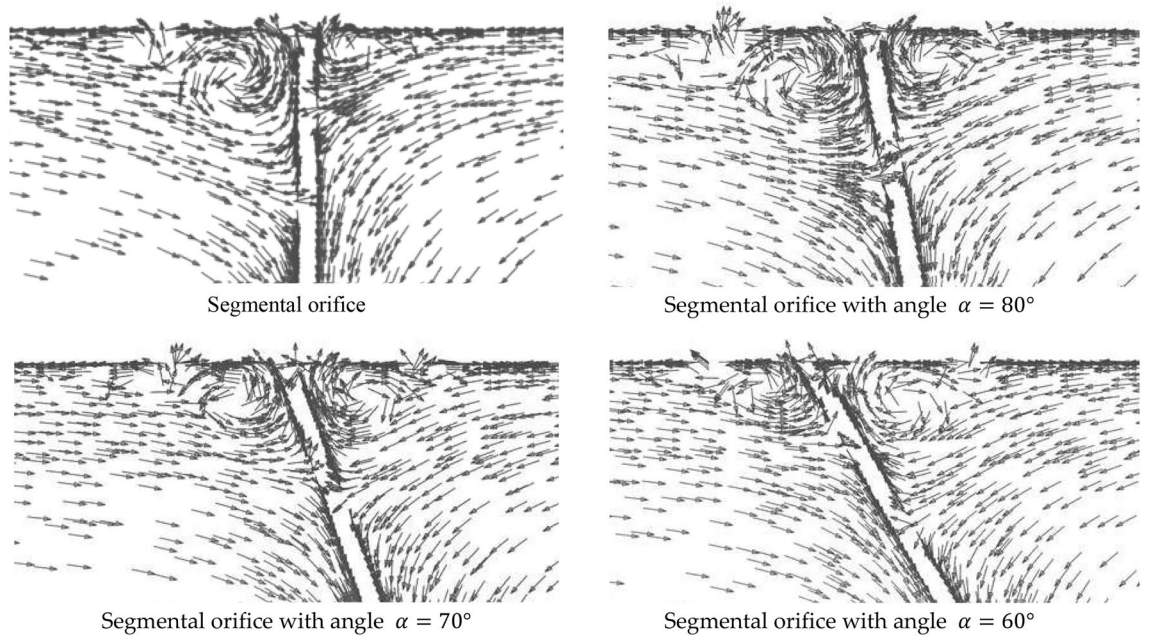 Segmental orifice
Segmental orifice with angle α = 80°
Segmental orifice with angle α = 70°
Segmental orifice with angle α = 60°